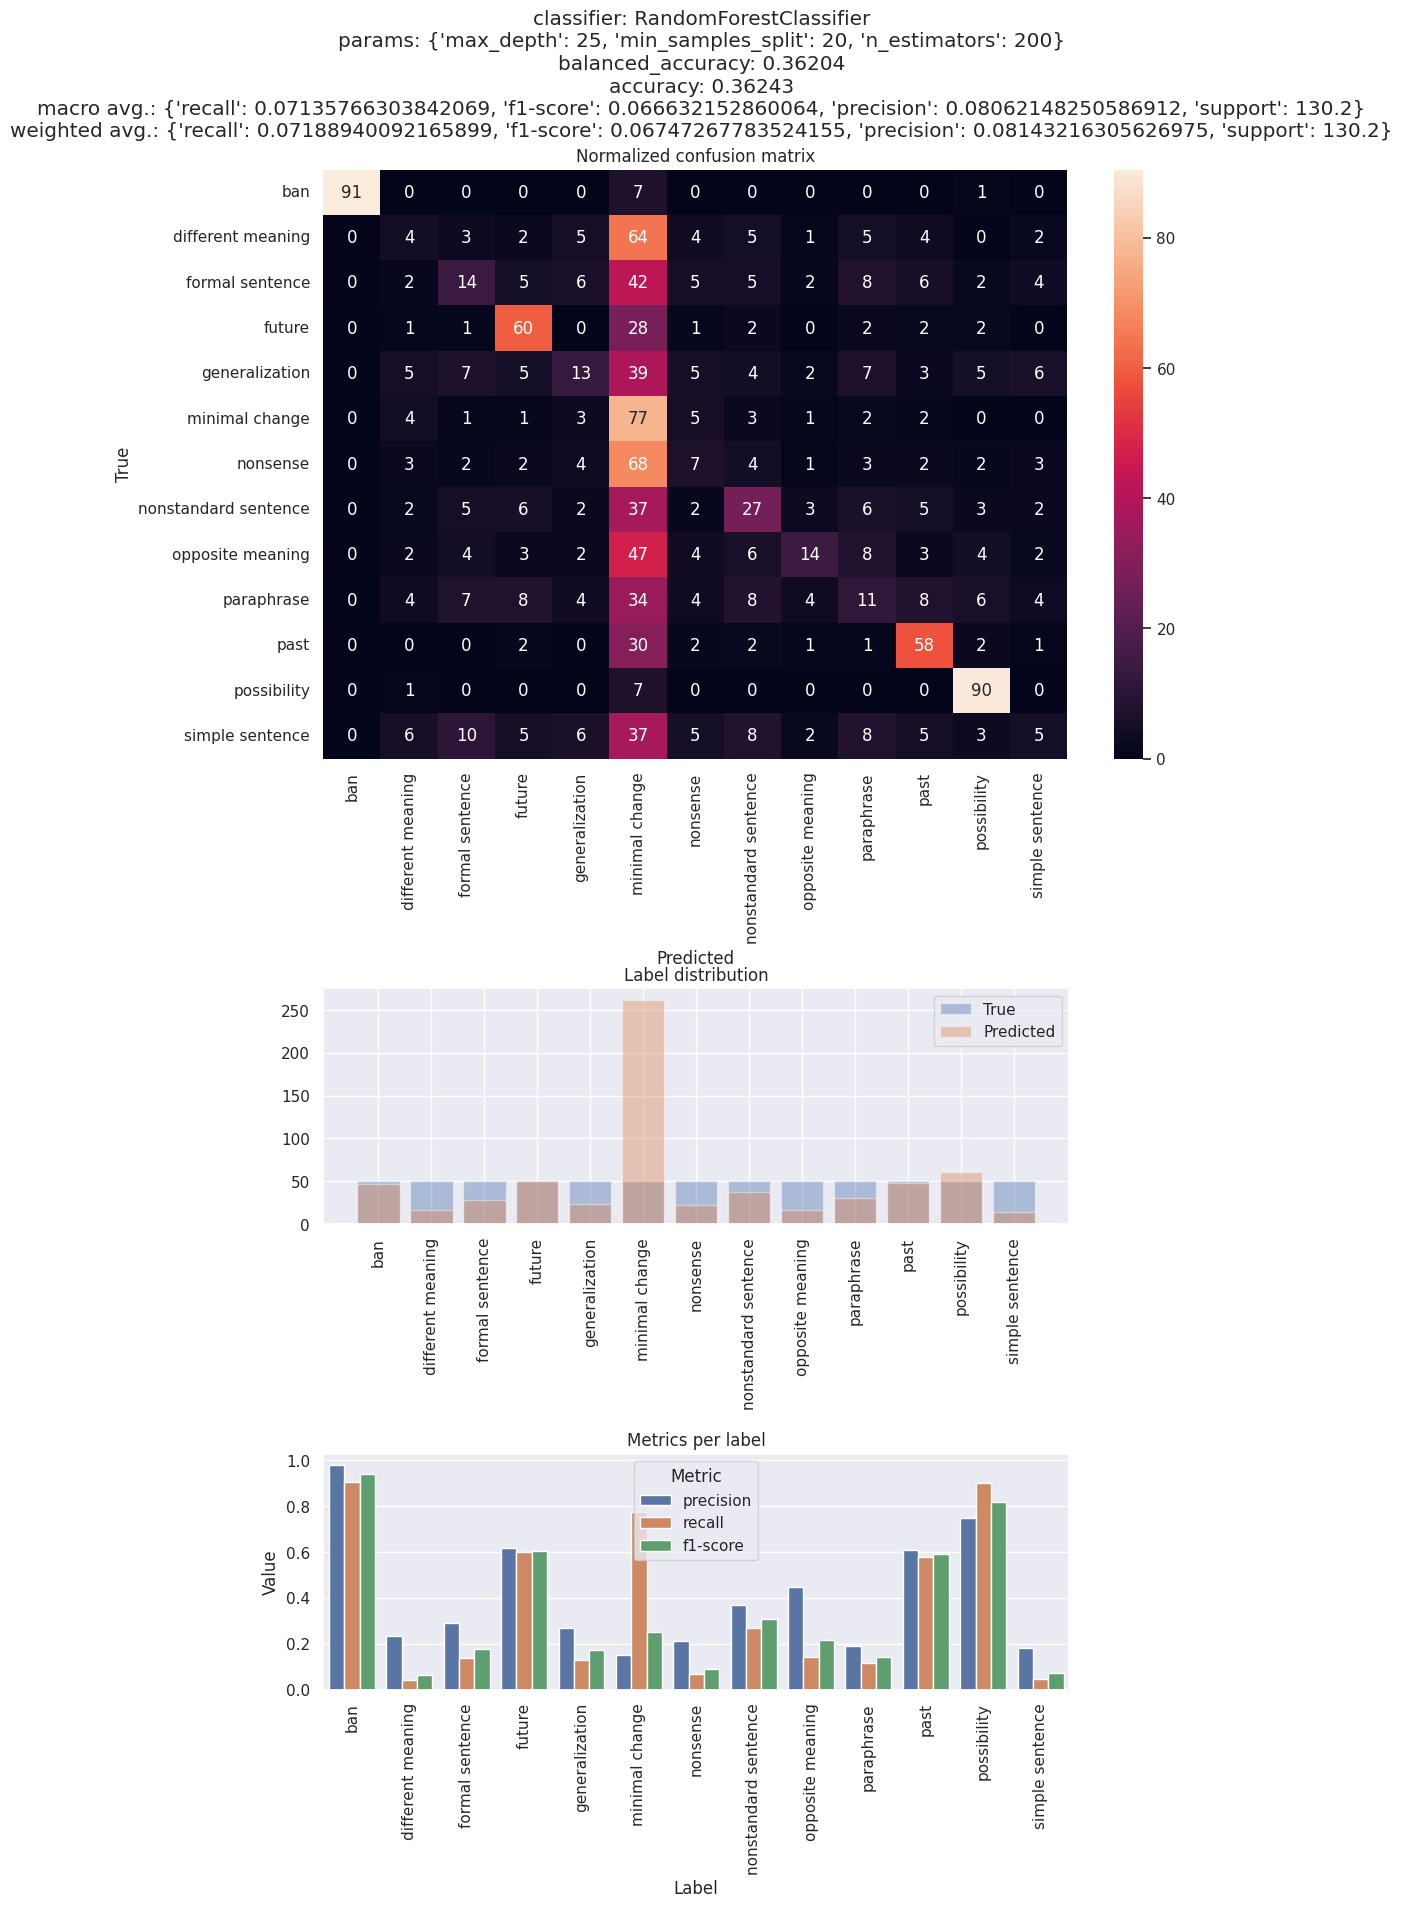 classifier: RandomForestClassifier
params: {'max_depth': 25, 'min_samples_split': 20, 'n_estimators': 200}
balanced_accuracy: 0.36204
accuracy: 0.36243
macro avg.: {'recall': 0.07135766303842069, 'f1-score': 0.066632152860064, 'precision': 0.08062148250586912, 'support': 130.2}
weighted avg.: {'recall': 0.07188940092165899, 'f1-score': 0.06747267783524155, 'precision': 0.08143216305626975, 'support': 130.2}
Normalized confusion matrix
True
ban 91 0 0 0 0 7 0 0 0 0 0 1 0
different meaning 0 4 3 2 5 64 4 5 1 5 4 0 2
formal sentence 0 2 14 5 6 42 5 5 2 8 6 2 4
future 0 1 1 60 0 28 1 2 0 2 2 2 0
generalization 0 5 7 5 13 39 5 4 2 7 3 5 6
minimal change 0 4 1 1 3 77 5 3 1 2 2 0 0
nonsense 0 3 2 2 4 68 7 4 1 3 2 2 3
nonstandard sentence 0 2 5 6 2 37 2 27 3 6 5 3 2
opposite meaning 0 2 4 3 2 47 4 6 14 8 3 4 2
paraphrase 0 4 7 8 4 34 4 8 4 11 8 6 4
past 0 0 0 2 0 30 2 2 1 1 58 2 1
possibility 0 1 0 0 0 7 0 0 0 0 0 90 0
simple sentence 0 6 10 5 6 37 5 8 2 8 5 3 5
80
60
40
20
0
ban
different meaning
formal sentence
future
generalization
minimal change
nonsense
nonstandard sentence
opposite meaning
paraphrase
past
possibility
simple sentence
Predicted
Label distribution
True
Predicted
250
200
150
100
50
0
ban
different meaning
formal sentence
future
generalization
minimal change
nonsense
nonstandard sentence
opposite meaning
paraphrase
past
possibility
simple sentence
Metrics per label
Metric
precision
recall
f1-score
Value
1.0
0.8
0.6
0.4
0.2
0.0
ban
different meaning
formal sentence
future
generalization
minimal change
nonsense
nonstandard sentence
opposite meaning
paraphrase
past
possibility
simple sentence
Label